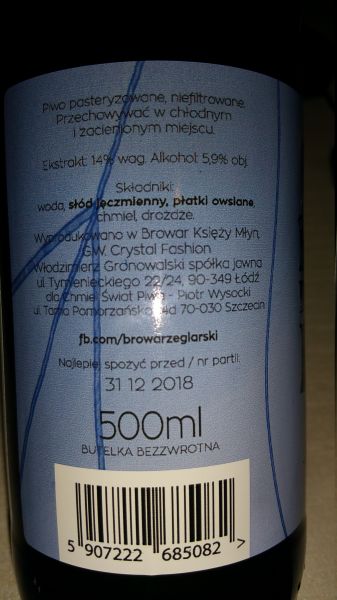 Piwo pasteryzowane, niefiltrowane.
Przechowywać w chłodnym
i zacienionym miejscu.
Ekstrakt: 14% wag. Alkohol: 5,9% obj.
Składniki:
woda, słód jęczmienny, płatki owsiane,
chmiel, drożdże.
Wyprodukowano w Browar Księży Młyn,
G.W. Crystal Fashion
Włodzimierz Gronowalski spółka jawna
ul. Tymienieckiego 22/24, 90-349 Łódź
dla Chmiel Świat Piwa - Piotr Wysocki
ul. Tama Pomorzańska 70-030 Szczecin
fb.com/browarzeglarski
Najlepiej spożyć przed / nr partii:
31 12 2018
500ml
BUTELKA BEZZWROTNA
5 907222 685082 >